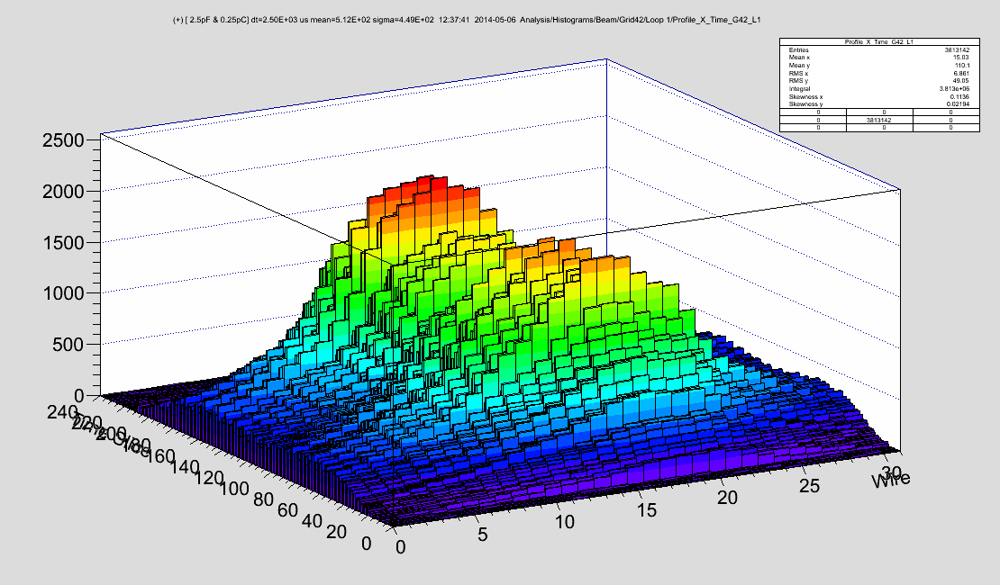 (+) [ 2.5pF & 0.25pC] dt=2.50E+03 us mean=5.12E+02 sigma=4.49E+02 12:37:41 2014-05-06 Analysis/Histograms/Beam/Grid42/Loop 1/Profile_X_Time_G42_L1
Profile_X_Time_G42_L1
Entries 3813142
Mean x 15.03
Mean y 110.1
RMS x 6.861
RMS y 49.05
Integral 3.813e+06
Skewness x 0.1136
Skewness y 0.02194
0 0 0
0 3813142 0
0 0 0
2500
2000
1500
1000
500
0
240
220
200
180
160
140
120
100
80
60
40
20
0
0
5
10
15
20
25
30
Wire